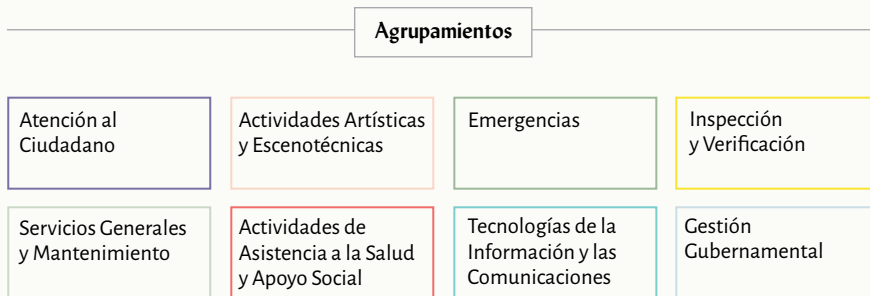 Agrupamientos
Atención al
Ciudadano
Actividades Artísticas
y Escenotécnicas
Emergencias
Inspección
y Verificación
Servicios Generales
y Mantenimiento
Actividades de
Asistencia a la Salud
y Apoyo Social
Tecnologías de la
Información y las
Comunicaciones
Gestión
Gubernamental